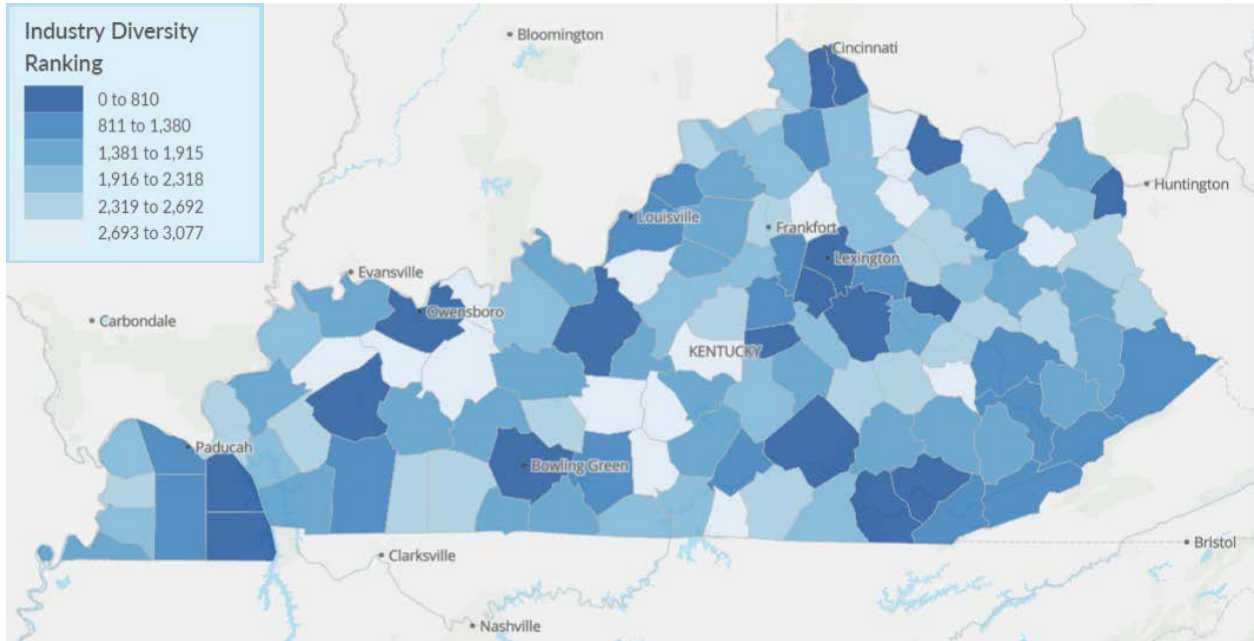 Industry Diversity
Ranking
0 to 810
811 to 1,380
1,381 to 1,915
1,916 to 2,318
2,319 to 2,692
2,693 to 3,077
Bloomington
Cincinnati
Huntington
Louisville
Frankfort
Lexington
Evansville
Owensboro
Carbondale
KENTUCKY
Paducah
Bowling Green
Clarksville
Bristol
Nashville